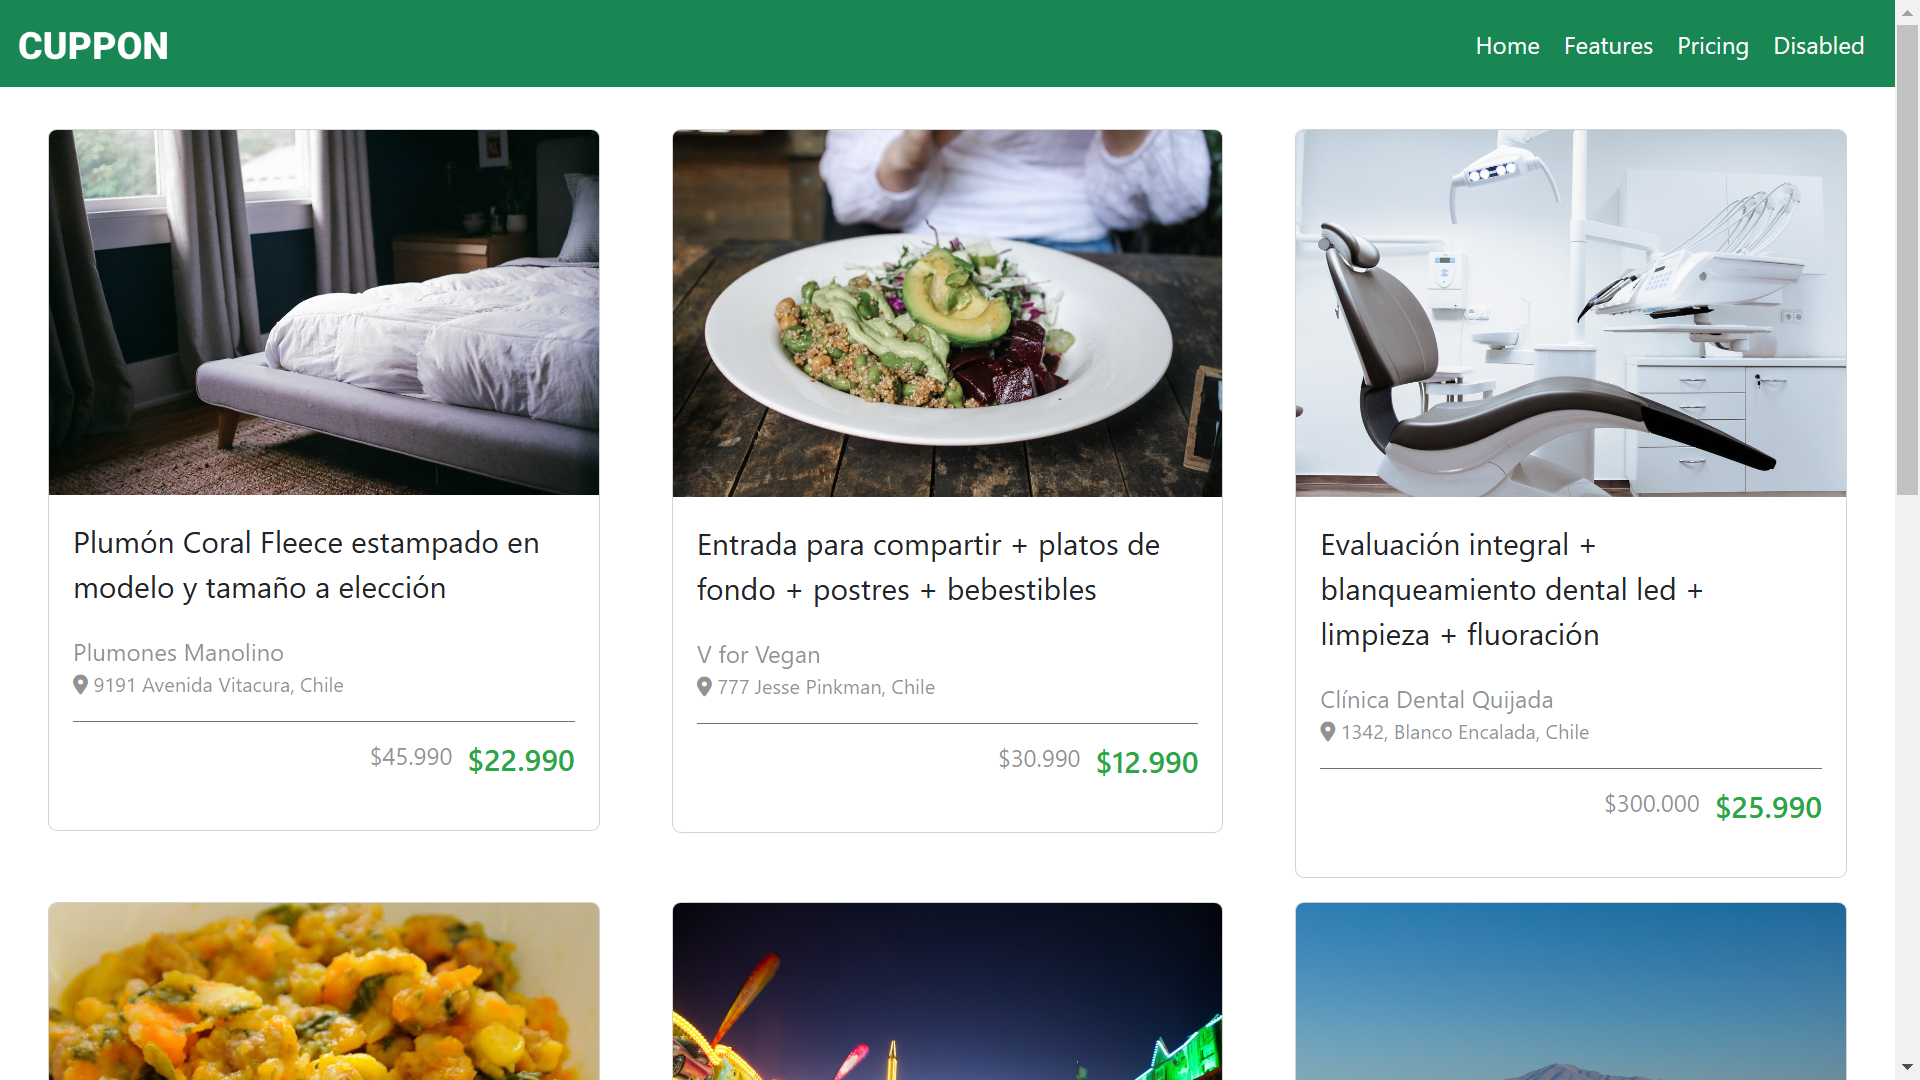 CUPPON
Home Features Pricing Disabled
Plumón Coral Fleece estampado en
modelo y tamaño a elección
Plumones Manolino
9191 Avenida Vitacura, Chile
$45.990 $22.990
Entrada para compartir + platos de
fondo + postres + bebestibles
V for Vegan
777 Jesse Pinkman, Chile
$30.990 $12.990
Evaluación integral +
blanqueamiento dental led +
limpieza + fluoración
Clínica Dental Quijada
1342, Blanco Encalada, Chile
$300.000 $25.990